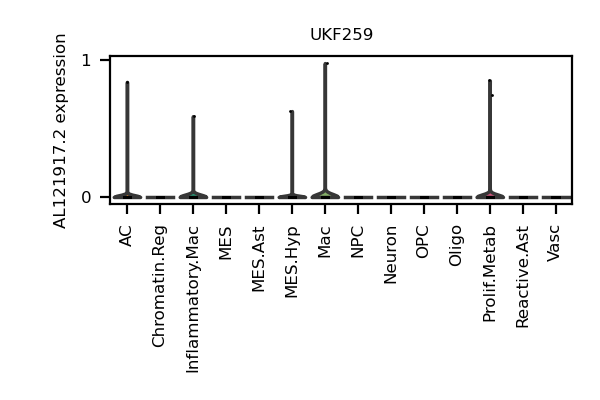 UKF259
AL121917.2 expression
1
0
AC
Chromatin.Reg
Inflammatory.Mac
MES
MES.Ast
MES.Hyp
Mac
NPC
Neuron
OPC
Oligo
Prolif.Metab
Reactive.Ast
Vasc